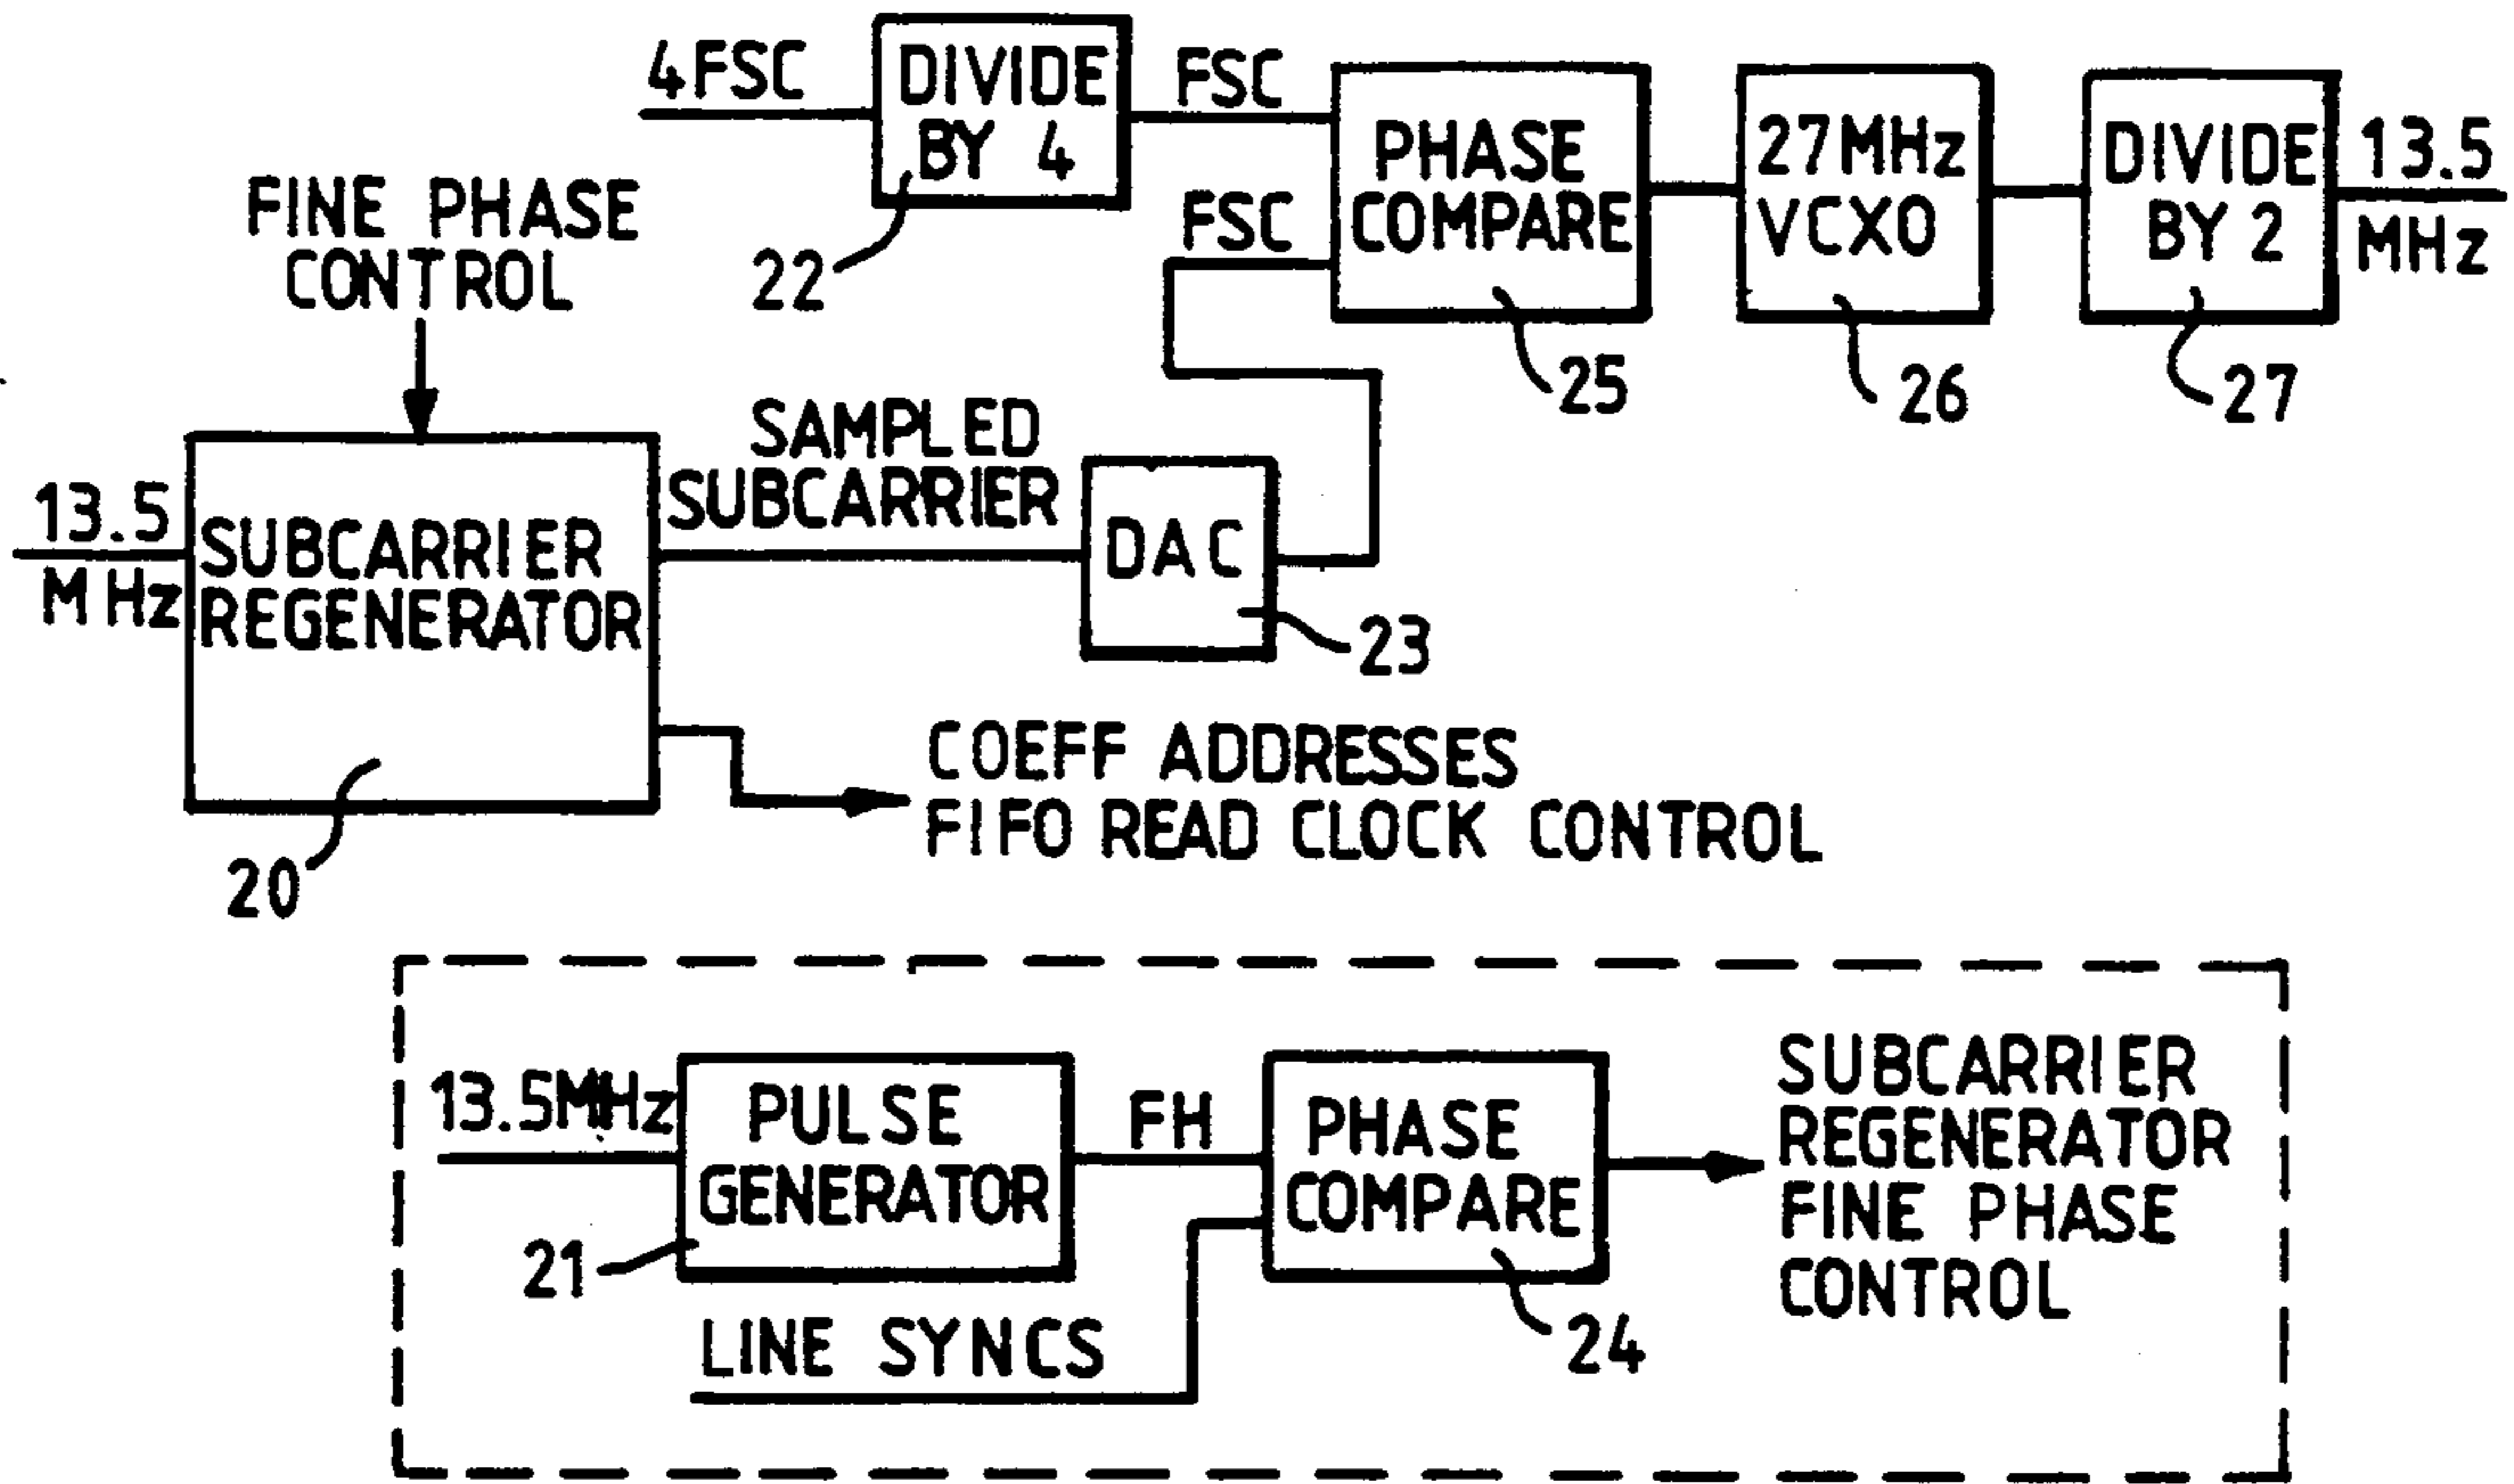 4FSC
DIVIDE
BY 4
22
FSC
FSC
PHASE
COMPARE
25
27MHz
VCXO
26
DIVIDE
BY 2
27
13.5
MHz
FINE PHASE
CONTROL
13.5
MHz
SUBCARRIER
REGENERATOR
20
SAMPLED
SUBCARRIER
DAC
23
COEFF ADDRESSES
FIFO READ CLOCK CONTROL
13.5MHz
PULSE
GENERATOR
21
FH
LINE SYNCS
PHASE
COMPARE
24
SUBCARRIER
REGENERATOR
FINE PHASE
CONTROL